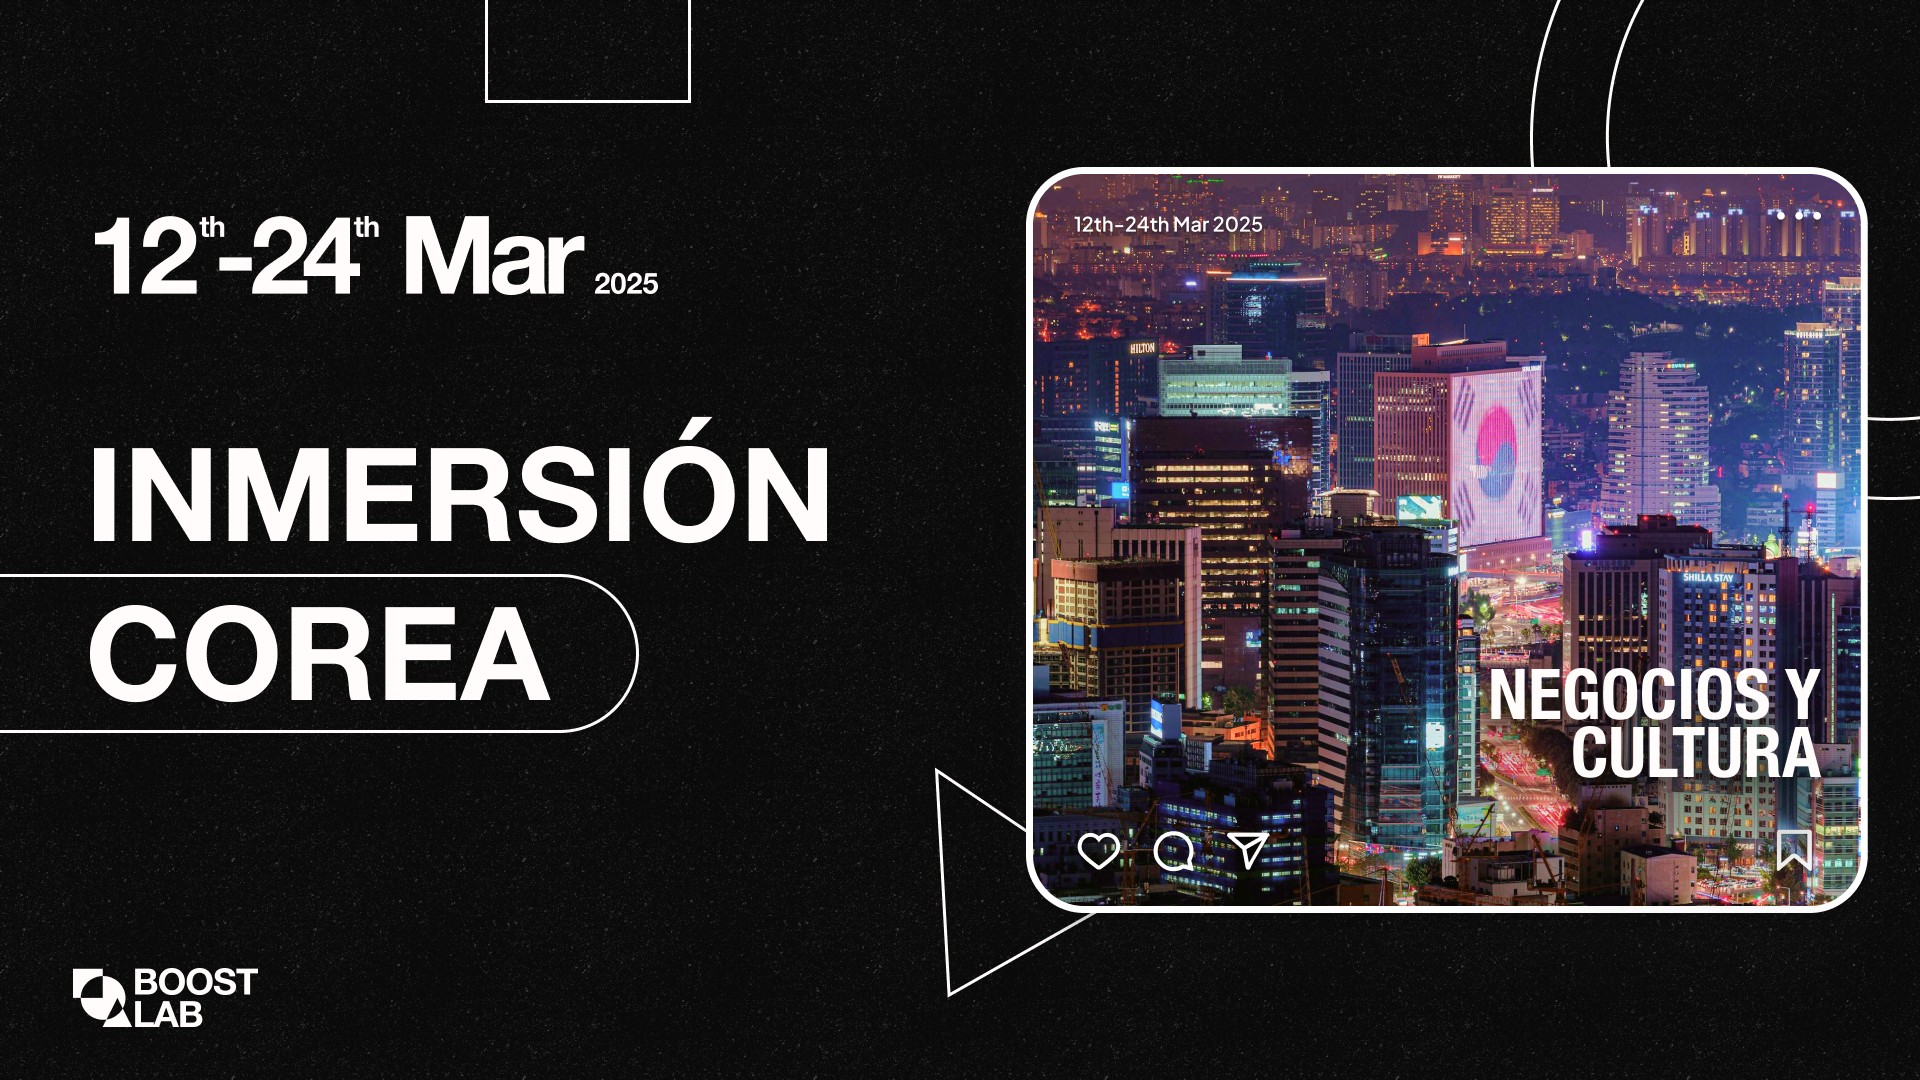 12th-24th Mar 2025
INMERSIÓN
COREA
BOOST
LAB
12th-24th Mar 2025
HILTON
SHILLA STAY
NEGOCIOS Y
CULTURA